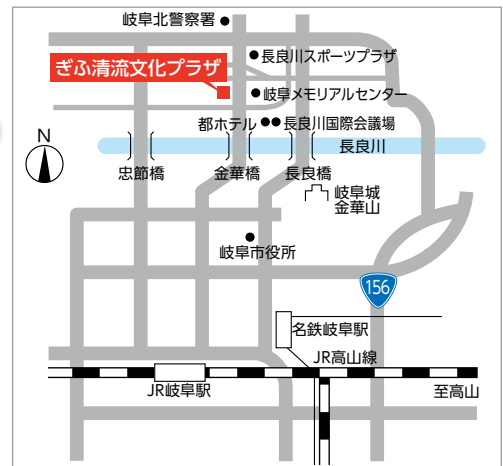 岐阜北警察署
長良川スポーツプラザ
ぎふ清流文化プラザ
岐阜メモリアルセンター
都ホテル
長良川国際会議場
N
長良川
忠節橋
金華橋
長良橋
岐阜城
金華山
岐阜市役所
156
名鉄岐阜駅
JR高山線
JR岐阜駅
至高山